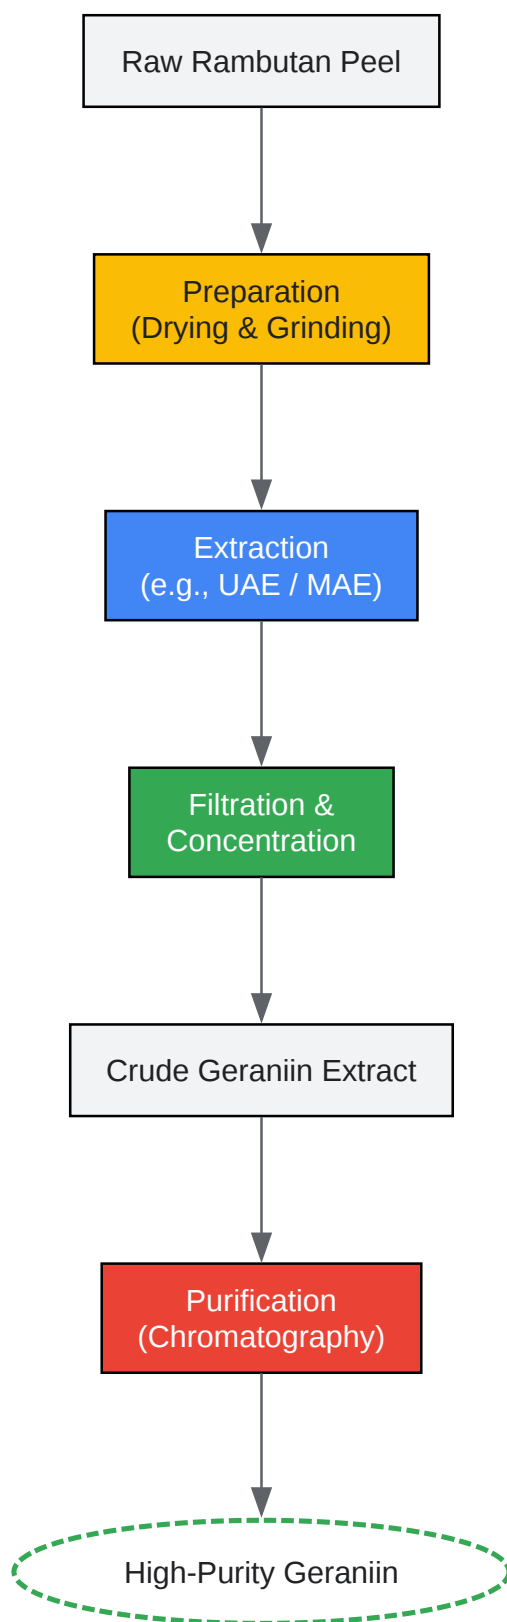 Raw Rambutan Peel
Preparation
(Drying & Grinding)
Extraction
(e.g., UAE / MAE)
Filtration &
Concentration
Crude Geraniin Extract
Purification
(Chromatography)
High-Purity Geraniin